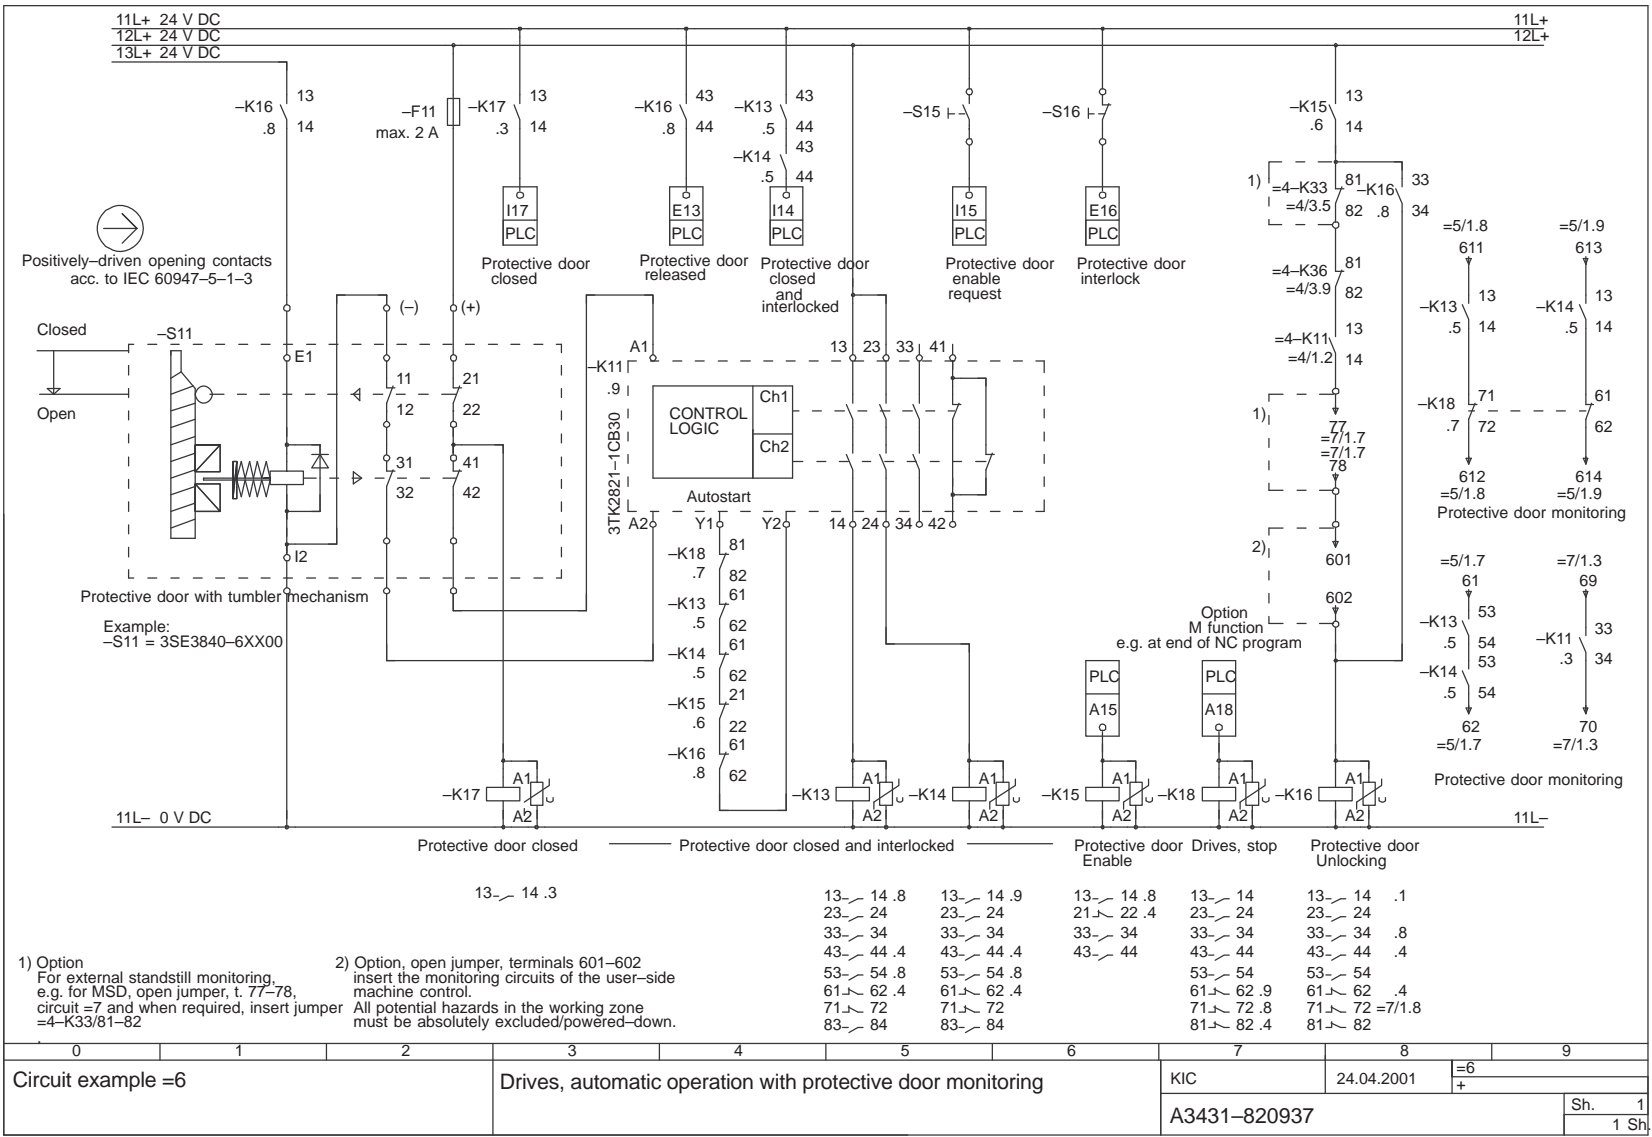 11L+ 24 V DC
12L+ 24 V DC
13L+ 24 V DC
11L+
12L+
–K16 13
.8 14
–F11
max. 2 A
–K17 13
.3 14
–K16 43
.8 44
–K13 43
.5 44
–K14 43
.5 44
–S15
–S16
–K15 13
.6 14
I17
PLC
Protective door
closed
E13
PLC
Protective door
released
I14
PLC
Protective door
closed
and
interlocked
I15
PLC
Protective door
enable
request
E16
PLC
Protective door
interlock
1)
=4–K33 81
=4/3.5 82
–K16 33
.8 34
=4–K36 81
=4/3.9 82
=4–K11 13
=4/1.2 14
1)
77
=7/1.7
=7/1.7
78
2)
601
602
Option
M function
e.g. at end of NC program
Positively–driven opening contacts
acc. to IEC 60947–5–1–3
Closed
Open
–S11
E1
(–)
(+)
11
12
21
22
31
32
41
42
I2
Protective door with tumbler mechanism
Example:
–S11 = 3SE3840–6XX00
A1
–K11
.9
3TK2821–1CB30
CONTROL
LOGIC
Ch1
Ch2
Autostart
13 23 33 41
A2 Y1 Y2 14 24 34 42
–K18 81
.7 82
–K13 61
.5 62
–K14 61
.5 62
–K15 21
.6 22
–K16 61
.8 62
=5/1.8
611
–K13 13
.5 14
–K18 71
.7 72
612
=5/1.8
=5/1.9
613
–K14 13
.5 14
61
62
614
=5/1.9
Protective door monitoring
=5/1.7
61
–K13 53
.5 54
–K14 53
.5 54
62
=5/1.7
=7/1.3
69
–K11 33
.3 34
70
=7/1.3
Protective door monitoring
PLC
A15
PLC
A18
–K17 A1
A2
–K13 A1
A2
–K14 A1
A2
–K15 A1
A2
–K18 A1
A2
–K16 A1
A2
11L– 0 V DC
11L–
Protective door closed
Protective door closed and interlocked
Protective door
Enable
Drives, stop
Protective door
Unlocking
13 14 .3
13 14 .8
23 24
33 34
43 44 .4
53 54 .8
61 62 .4
71 72
83 84
13 14 .9
23 24
33 34
43 44 .4
53 54 .8
61 62 .4
71 72
83 84
13 14 .8
21 22 .4
33 34
43 44
13 14
23 24
33 34
43 44
53 54
61 62 .9
71 72 .8
81 82 .4
13 14 .1
23 24
33 34 .8
43 44 .4
53 54
61 62 .4
71 72 =7/1.8
81 82
1) Option
For external standstill monitoring,
e.g. for MSD, open jumper, t. 77–78,
circuit =7 and when required, insert jumper
=4–K33/81–82
2) Option, open jumper, terminals 601–602
insert the monitoring circuits of the user–side
machine control.
All potential hazards in the working zone
must be absolutely excluded/powered–down.
0 1 2 3 4 5 6 7 8 9
Circuit example =6
Drives, automatic operation with protective door monitoring
KIC
24.04.2001
=6
+
A3431–820937
Sh. 1
1 Sh